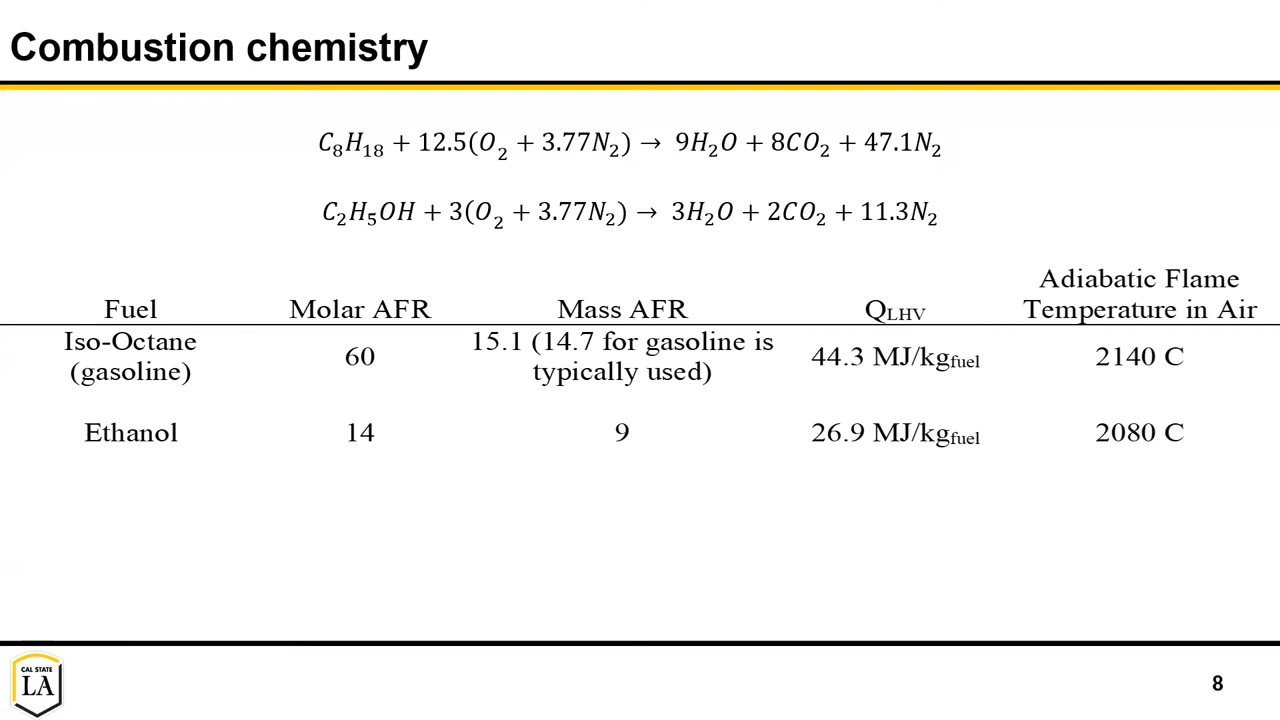 Combustion chemistry
C₈H₁₈ + 12.5(O₂ + 3.77N₂) → 9H₂O + 8CO₂ + 47.1N₂
C₂H₅OH + 3(O₂ + 3.77N₂) → 3H₂O + 2CO₂ + 11.3N₂
Fuel Molar AFR Mass AFR Q_LHV Adiabatic Flame
Temperature in Air
Iso-Octane
(gasoline) 60 15.1 (14.7 for gasoline is
typically used) 44.3 MJ/kg_fuel 2140 C
Ethanol 14 9 26.9 MJ/kg_fuel 2080 C
CAL STATE
LA
8